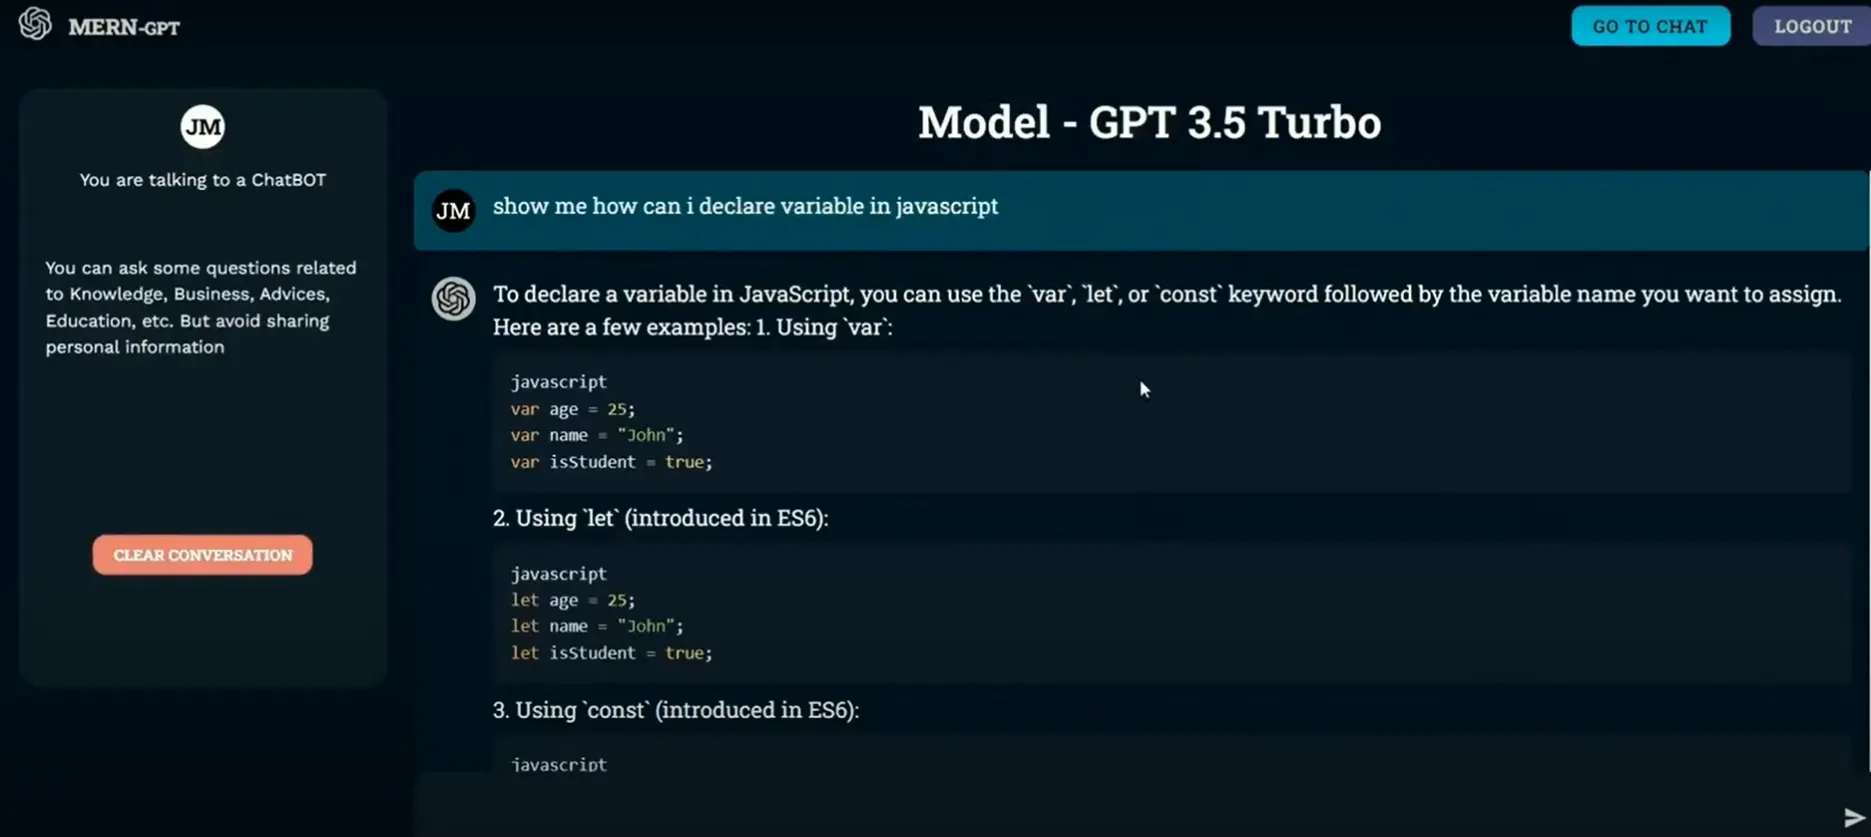 MERN-GPT
GO TO CHAT
LOGOUT
JM
You are talking to a ChatBOT
You can ask some questions related
to Knowledge, Business, Advices,
Education, etc. But avoid sharing
personal information
CLEAR CONVERSATION
Model - GPT 3.5 Turbo
JM
show me how can i declare variable in javascript
To declare a variable in JavaScript, you can use the `var`, `let`, or `const` keyword followed by the variable name you want to assign.
Here are a few examples: 1. Using `var`:
javascript
var age = 25;
var name = "John";
var isStudent = true;
2. Using `let` (introduced in ES6):
javascript
let age = 25;
let name = "John";
let isStudent = true;
3. Using `const` (introduced in ES6):
javascript